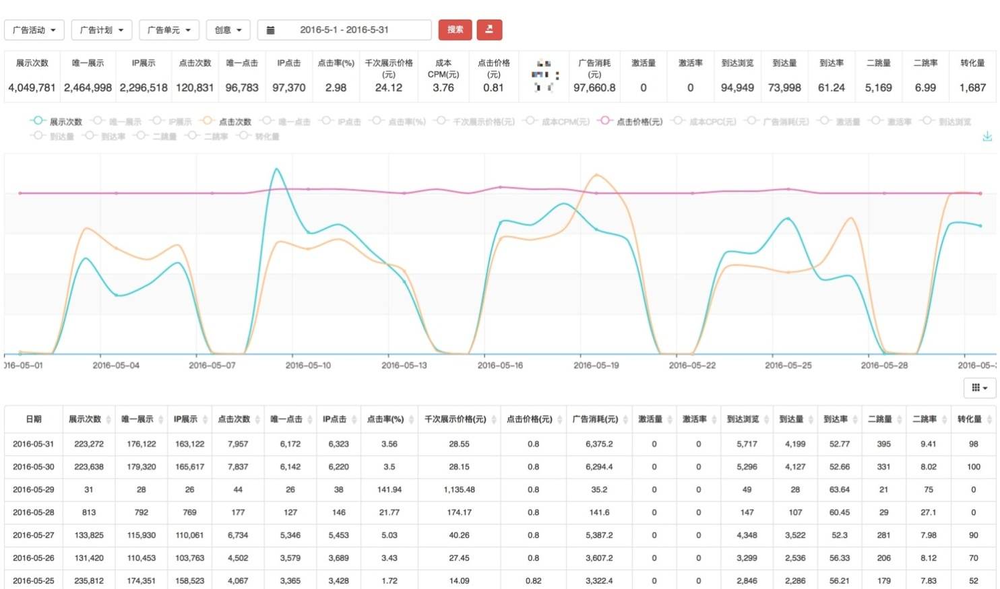 广告活动 广告计划 广告单元 创意 2016-5-1 - 2016-5-31 搜索
展示次数 唯一展示 IP展示 点击次数 唯一点击 IP点击 点击率(%) 千次展示价格(元) 成本CPM(元) 点击价格(元) 广告消耗(元) 激活量 激活率 到达浏览 到达量 到达率 二跳量 二跳率 转化量
4,049,781 2,464,998 2,296,518 120,831 96,783 97,370 2.98 24.12 3.76 0.81 97,660.8 0 0 94,949 73,998 61.24 5,169 6.99 1,687
展示次数 唯一展示 IP展示 点击次数 唯一点击 IP点击 点击率(%) 千次展示价格(元) 成本CPM(元) 点击价格(元) 成本CPC(元) 广告消耗(元) 激活量 激活率 到达浏览
到达量 到达率 二跳量 二跳率 转化量
016-05-01 2016-05-04 2016-05-07 2016-05-10 2016-05-13 2016-05-16 2016-05-19 2016-05-22 2016-05-25 2016-05-28 2016-05-
日期 展示次数 唯一展示 IP展示 点击次数 唯一点击 IP点击 点击率(%) 千次展示价格(元) 点击价格(元) 广告消耗(元) 激活量 激活率 到达浏览 到达量 到达率 二跳量 二跳率 转化量
2016-05-31 223,272 176,122 163,122 7,957 6,172 6,323 3.56 28.55 0.8 6,375.2 0 0 5,717 4,199 52.77 395 9.41 98
2016-05-30 223,638 179,320 165,617 7,837 6,142 6,220 3.5 28.15 0.8 6,294.4 0 0 5,296 4,127 52.66 331 8.02 100
2016-05-29 31 28 26 44 26 38 141.94 1,135.48 0.8 35.2 0 0 49 28 63.64 21 75 0
2016-05-28 813 792 769 177 127 146 21.77 174.17 0.8 141.6 0 0 147 107 60.45 29 27.1 0
2016-05-27 133,825 115,930 110,061 6,734 5,346 5,453 5.03 40.26 0.8 5,387.2 0 0 4,348 3,522 52.3 281 7.98 90
2016-05-26 131,420 110,453 103,763 4,502 3,579 3,689 3.43 27.45 0.8 3,607.2 0 0 3,299 2,536 56.33 206 8.12 70
2016-05-25 235,812 174,351 158,523 4,067 3,365 3,428 1.72 14.09 0.82 3,322.4 0 0 2,846 2,286 56.21 179 7.83 52